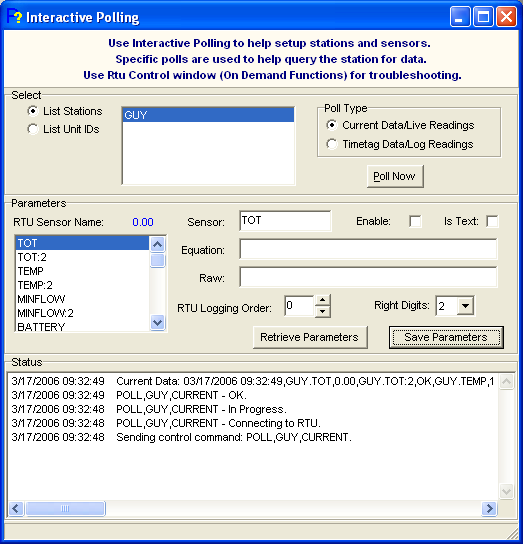 Interactive Polling
Use Interactive Polling to help setup stations and sensors.
Specific polls are used to help query the station for data.
Use Rtu Control window (On Demand Functions) for troubleshooting.
Select
List Stations
List Unit IDs
GUY
Poll Type
Current Data/Live Readings
Timetag Data/Log Readings
Poll Now
Parameters
RTU Sensor Name: 0.00
Sensor: TOT
Enable:
Is Text:
TOT
TOT:2
TEMP
TEMP:2
MINFLOW
MINFLOW:2
BATTERY
Equation:
Raw:
RTU Logging Order: 0
Right Digits: 2
Retrieve Parameters
Save Parameters
Status
3/17/2006 09:32:49 Current Data: 03/17/2006 09:32:49,GUY.TOT,0.00,GUY.TOT:2,OK,GUY.TEMP,1
3/17/2006 09:32:49 POLL,GUY,CURRENT - OK.
3/17/2006 09:32:48 POLL,GUY,CURRENT - In Progress.
3/17/2006 09:32:48 POLL,GUY,CURRENT - Connecting to RTU.
3/17/2006 09:32:48 Sending control command: POLL,GUY,CURRENT.